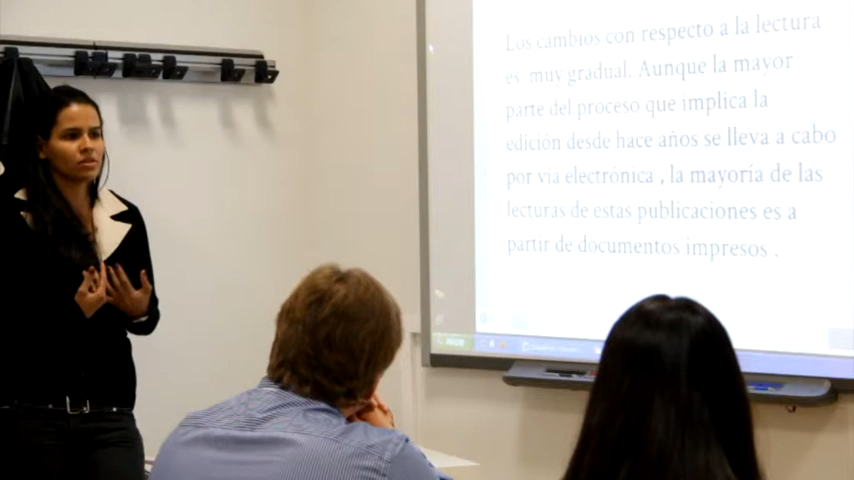 Los cambios con respecto a la lectura
es muy gradual. Aunque la mayor
parte del proceso que implica la
edición desde hace años se lleva a cabo
por via electrónica , la mayoría de las
lecturas de estas publicaciones es a
partir de documentos impresos .